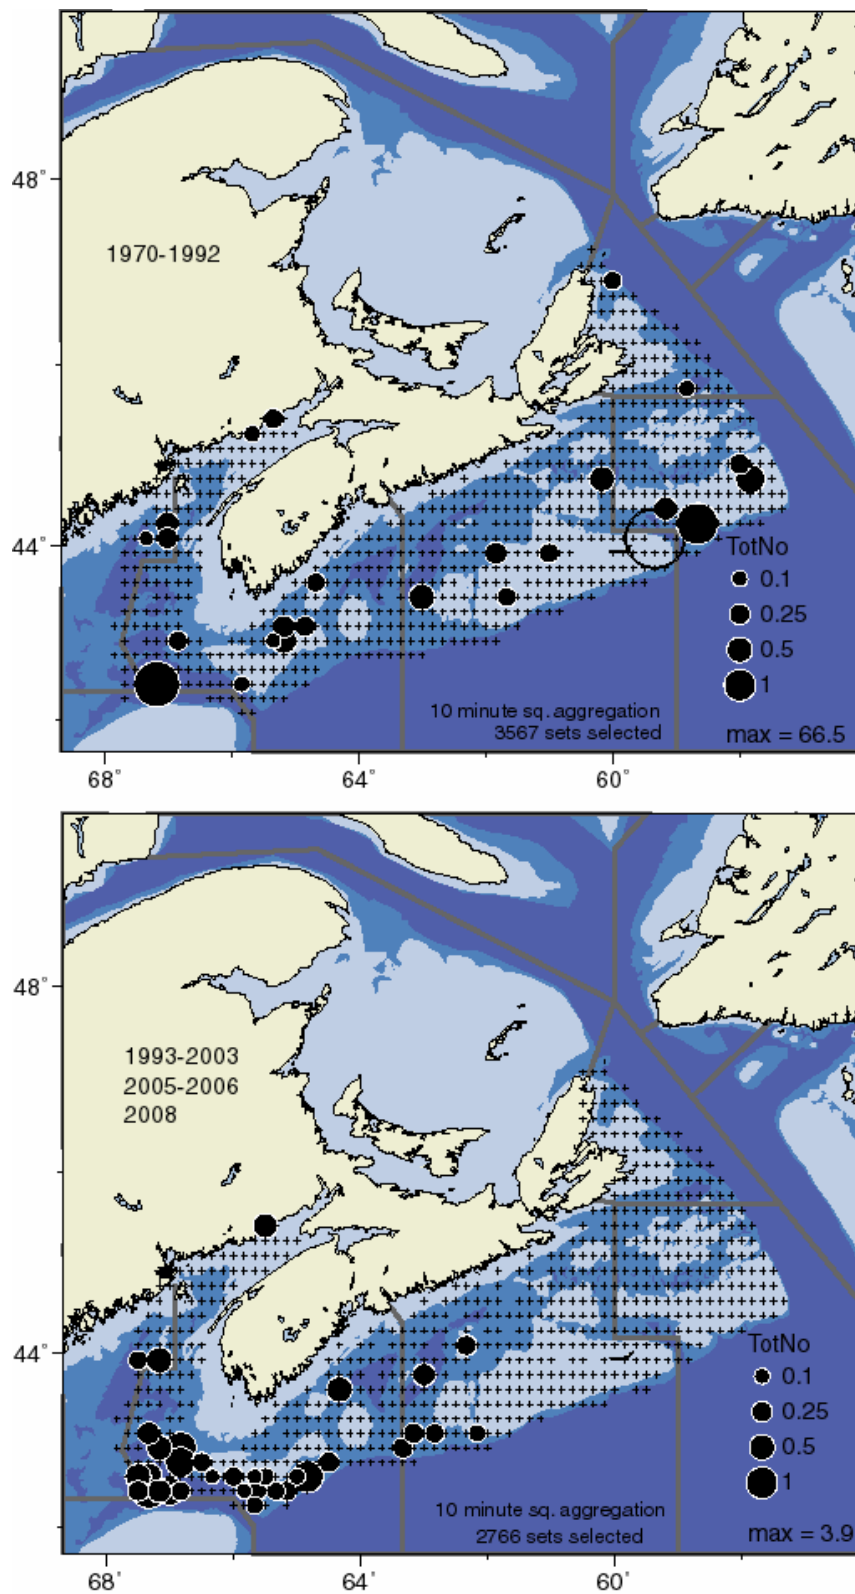 48°
1970-1992
44°
TotNo
0.1
0.25
0.5
1
10 minute sq. aggregation
3567 sets selected
max = 66.5
68°
64°
60°
48°
1993-2003
2005-2006
2008
44°
TotNo
0.1
0.25
0.5
1
10 minute sq. aggregation
2766 sets selected
max = 3.9
68°
64°
60°